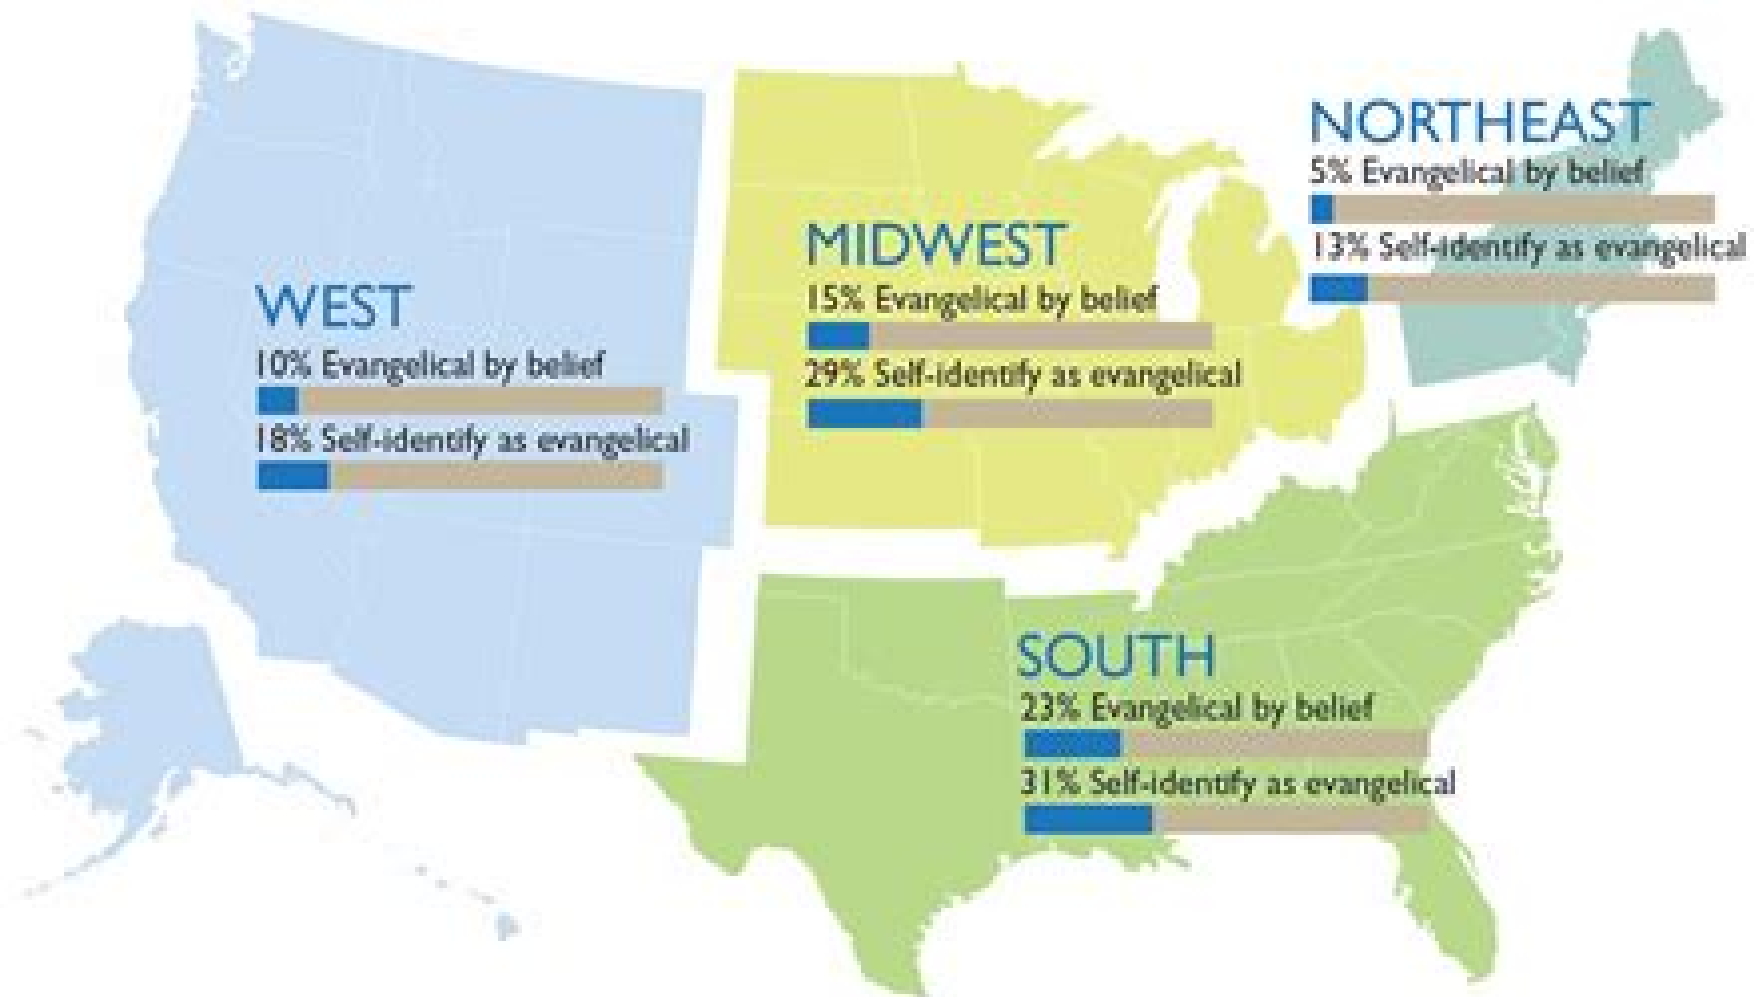 WEST
10% Evangelical by belief
18% Self-identify as evangelical
MIDWEST
15% Evangelical by belief
29% Self-identify as evangelical
NORTHEAST
5% Evangelical by belief
13% Self-identify as evangelical
SOUTH
23% Evangelical by belief
31% Self-identify as evangelical